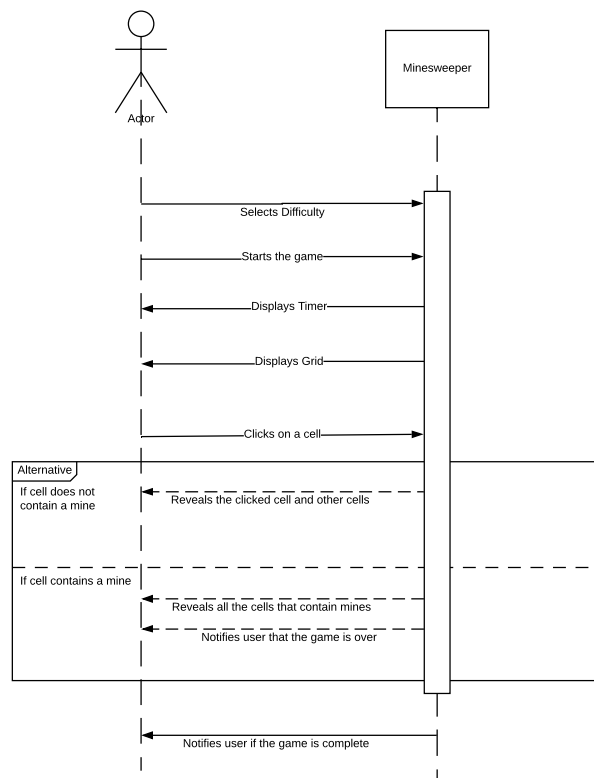 Minesweeper
Actor
Selects Difficulty
Starts the game
Displays Timer
Displays Grid
Clicks on a cell
Alternative
If cell does not
contain a mine
Reveals the clicked cell and other cells
If cell contains a mine
Reveals all the cells that contain mines
Notifies user that the game is over
Notifies user if the game is complete